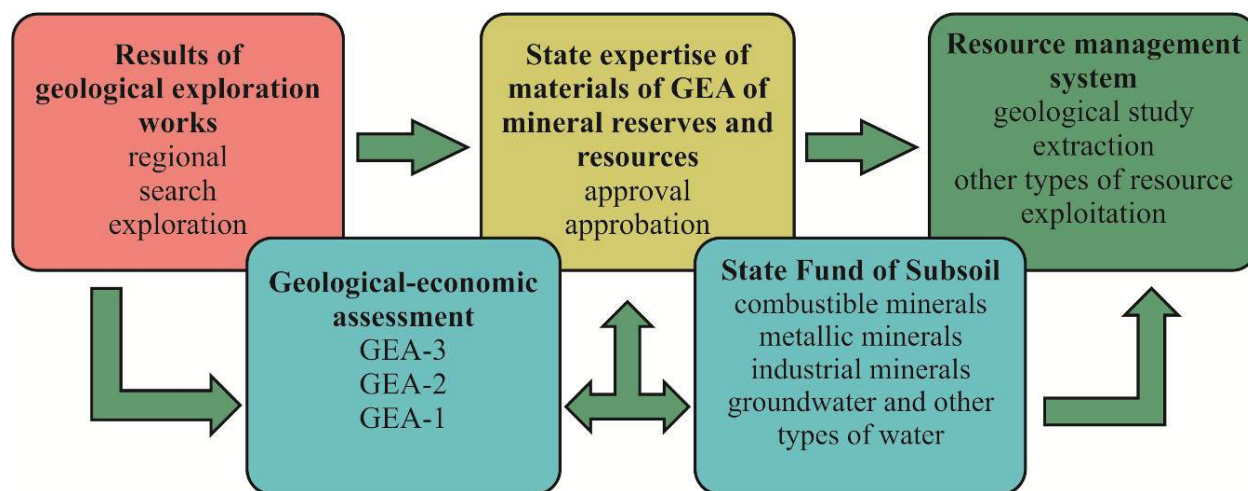 Results of
geological exploration
works
regional
search
exploration
State expertise of
materials of GEA of
mineral reserves and
resources
approval
approbation
Resource management
system
geological study
extraction
other types of resource
exploitation
Geological-economic
assessment
GEA-3
GEA-2
GEA-1
State Fund of Subsoil
combustible minerals
metallic minerals
industrial minerals
groundwater and other
types of water